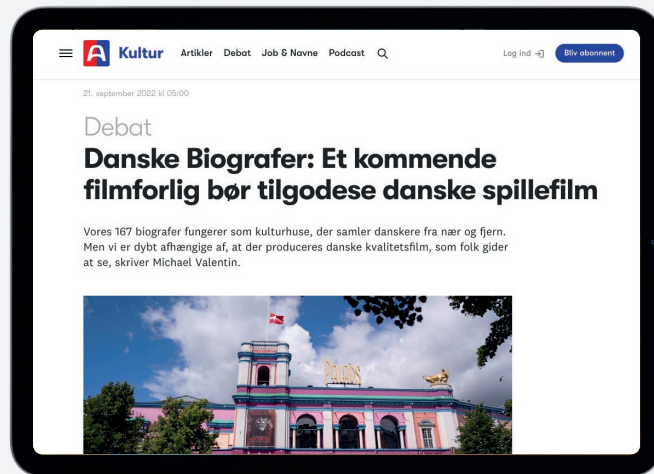 A Kultur Artikler Debat Job & Navne Podcast Log ind Bliv abonnent
21. september 2022 kl 05:00
Debat
Danske Biografer: Et kommende
filmforlig bør tilgodese danske spillefilm
Vores 167 biografer fungerer som kulturhuse, der samler danskere fra nær og fjern.
Men vi er dybt afhængige af, at der produceres danske kvalitetsfilm, som folk gider
at se, skriver Michael Valentin.
Palads